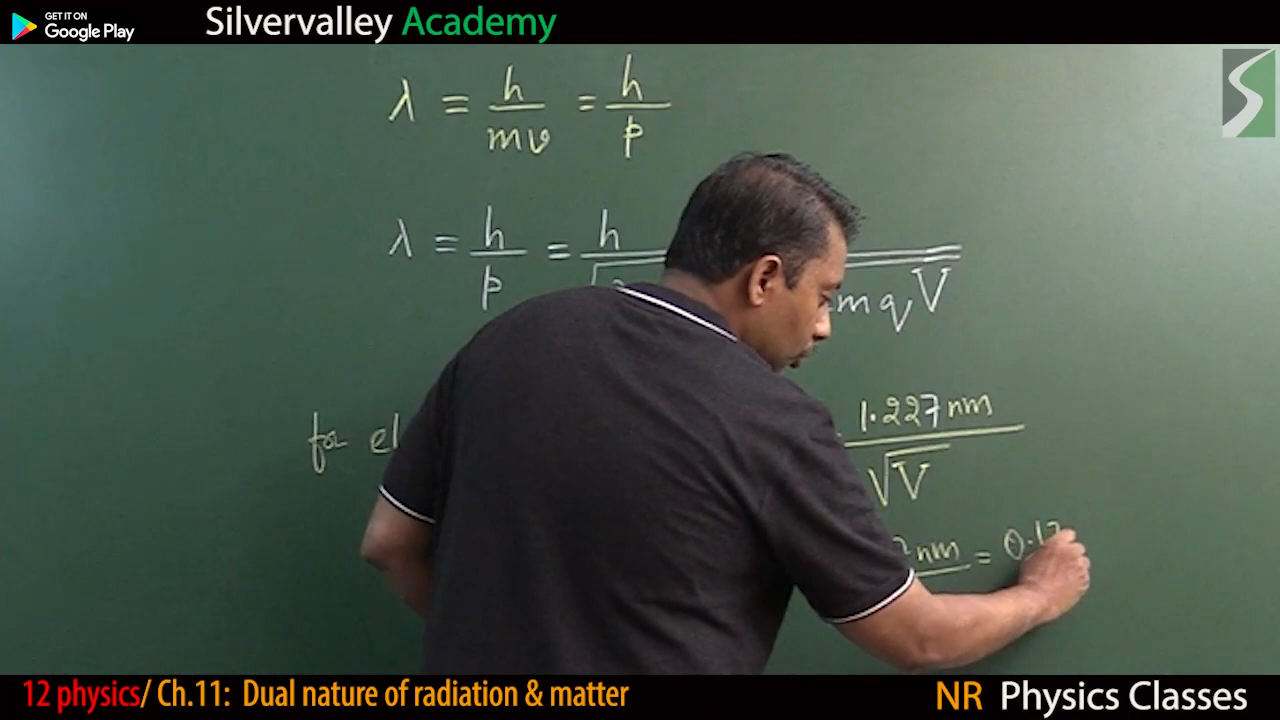 GET IT ON
Google Play
Silvervalley Academy
λ = h/mv = h/p
λ = h/p = h
mqV
for el
1.227 nm
√V
nm = 0.12
12 physics/ Ch.11: Dual nature of radiation & matter
NR Physics Classes